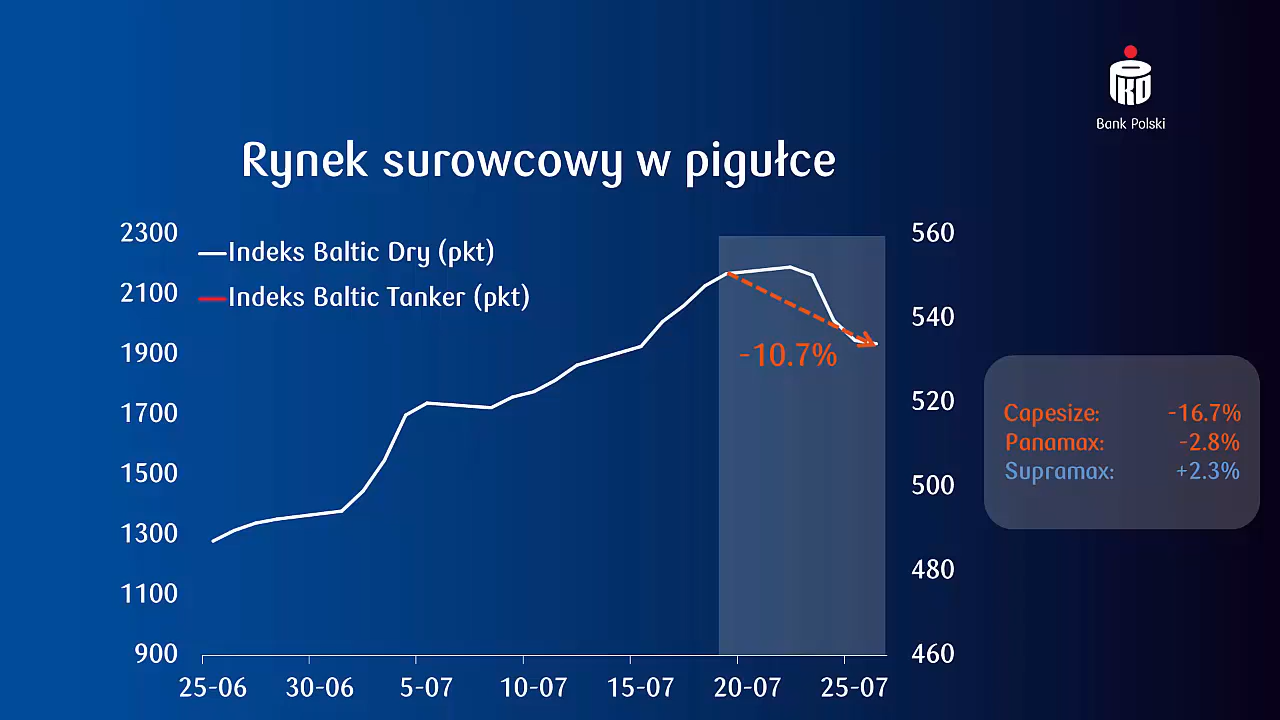 PKO
Bank Polski
Rynek surowcowy w pigułce
2300
2100
1900
1700
1500
1300
1100
900
Indeks Baltic Dry (pkt)
Indeks Baltic Tanker (pkt)
-10.7%
560
540
520
500
480
460
Capesize: -16.7%
Panamax: -2.8%
Supramax: +2.3%
25-06 30-06 5-07 10-07 15-07 20-07 25-07